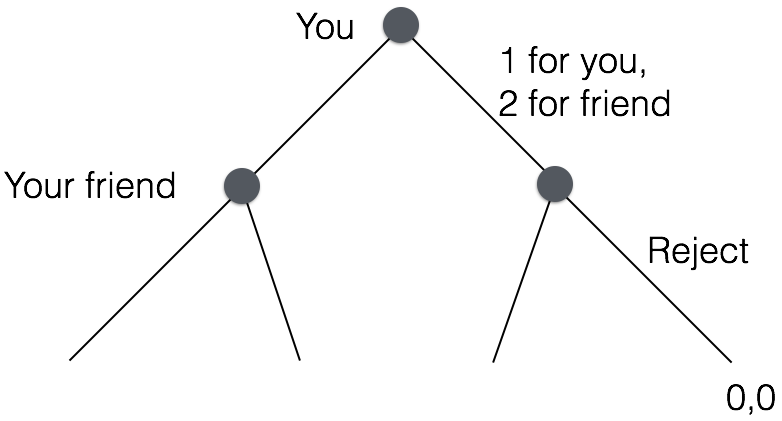 You
1 for you,
2 for friend
Your friend
Reject
0,0